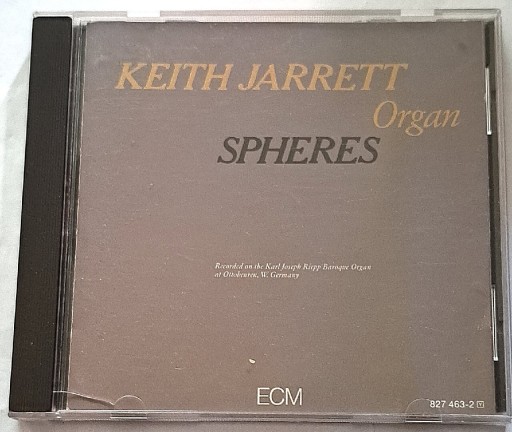 KEITH JARRETT
Organ
SPHERES
Recorded on the Karl Joseph Riepp Baroque Organ
at Ottobeuren, W. Germany
ECM
827 463-2 Y